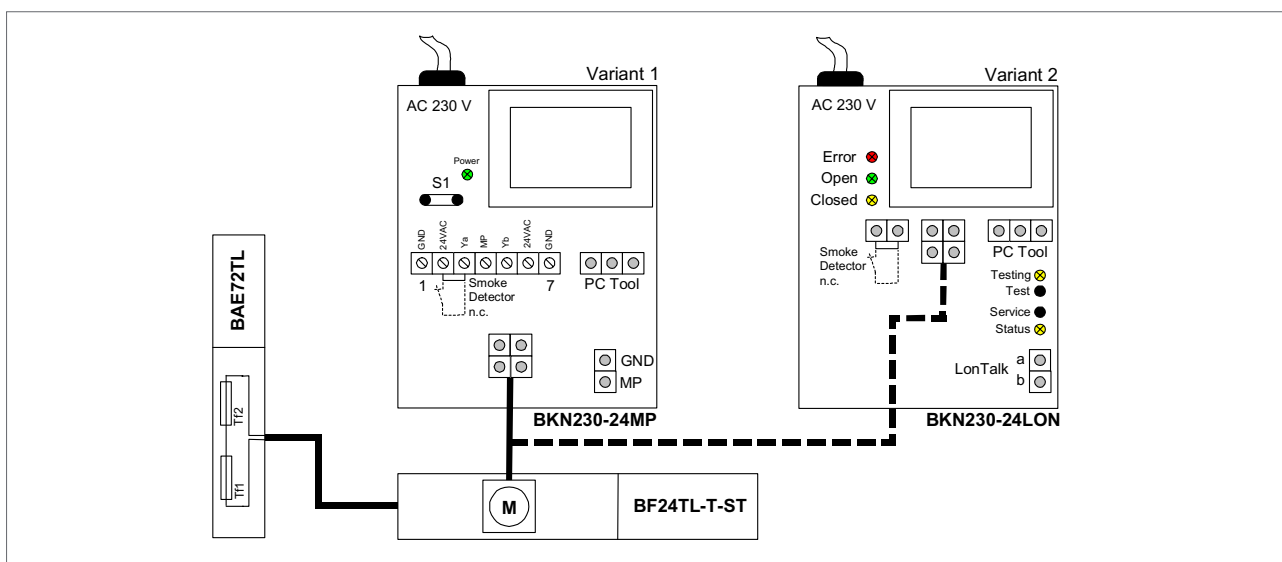 Variant 1
AC 230 V
Power
S1
GND
24VAC
Ya
MP
Yb
24VAC
GND
1
7
Smoke
Detector
n.c.
PC Tool
GND
MP
BKN230-24MP
Variant 2
AC 230 V
Error
Open
Closed
Smoke
Detector
n.c.
PC Tool
Testing
Test
Service
Status
LonTalk
a
b
BKN230-24LON
BAE72TL
Tf2
Tf1
M
BF24TL-T-ST